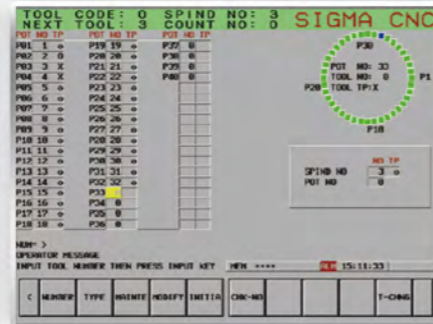 TOOL CODE: 0 SPIND NO: 3
NEXT TOOL: 3 COUNT NO: 0
SIGMA CNC
POT NO TP POT NO TP POT NO TP
P01 1 o P19 19 o P37 0
P02 2 O P20 20 o P38 0
P03 3 X P21 21 o P39 0
P04 4 X P22 22 o P40 0
P05 5 o P23 23 o
P06 6 o P24 24 o
P07 7 o P25 25 o
P08 8 o P26 26 o
P09 9 o P27 27 o
P10 10 o P28 28 o
P11 11 o P29 29 o
P12 12 o P30 30 o
P13 13 o P31 31 o
P14 14 o P32 32 o
P15 15 o P33
P16 16 o P34 0
P17 17 o P35 0
P18 18 o P36 0
P30
POT NO: 33
TOOL NO: 0
P20 TOOL TP:X P1
P10
NO TP
SPIND NO 3 o
POT NO 0
NUM= >
OPERATOR MESSAGE
INPUT TOOL NUMBER THEN PRESS INPUT KEY
MEM **** 15:11:33
C NUMBER TYPE MAINTE MODIFY INITIA CHK-NO T-CHNG